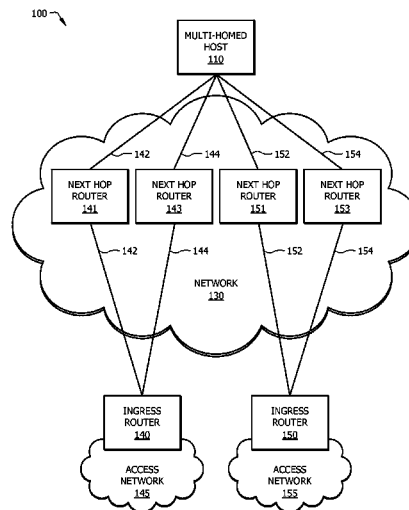 100
MULTI-HOMED
HOST
110
142
144
152
154
NEXT HOP
ROUTER
141
NEXT HOP
ROUTER
143
NEXT HOP
ROUTER
151
NEXT HOP
ROUTER
153
142
144
152
154
NETWORK
130
INGRESS
ROUTER
140
INGRESS
ROUTER
150
ACCESS
NETWORK
145
ACCESS
NETWORK
155